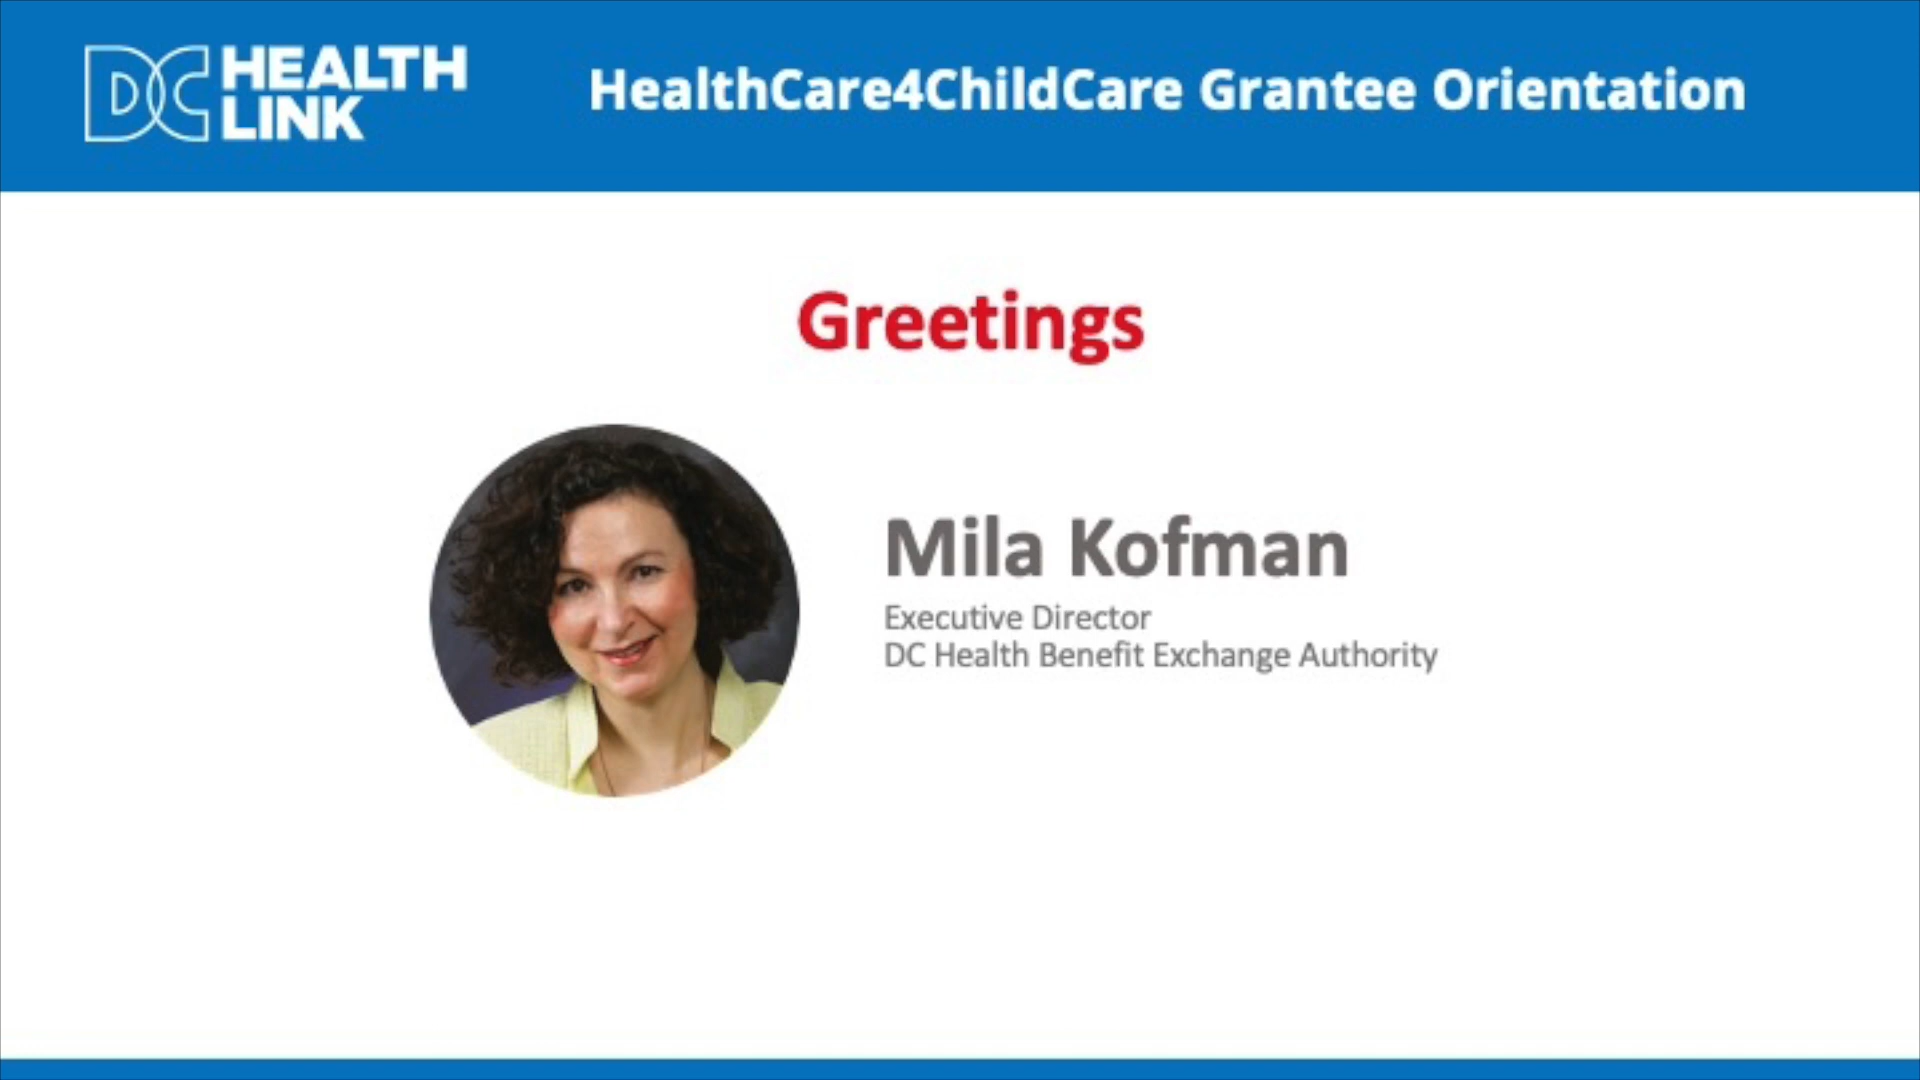 DC HEALTH
LINK
HealthCare4ChildCare Grantee Orientation
Greetings
Mila Kofman
Executive Director
DC Health Benefit Exchange Authority